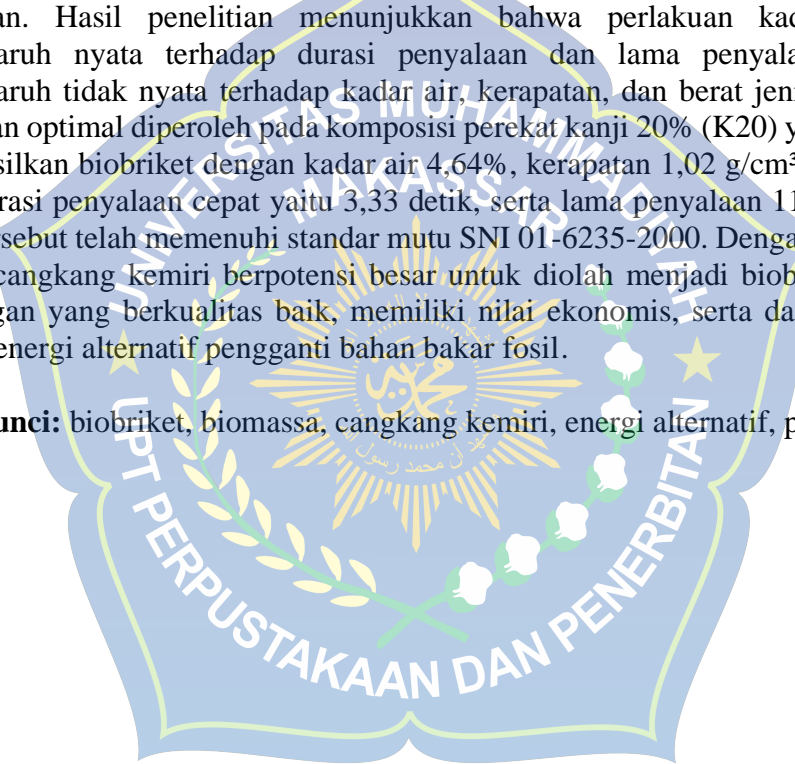 an. Hasil penelitian menunjukkan bahwa perlakuan kad
aruh nyata terhadap durasi penyalaan dan lama penyala
aruh tidak nyata terhadap kadar air, kerapatan, dan berat jeni
an optimal diperoleh pada komposisi perekat kanji 20% (K20) y
silkan biobriket dengan kadar air 4,64%, kerapatan 1,02 g/cm³
rasi penyalaan cepat yaitu 3,33 detik, serta lama penyalaan 11
rsebut telah memenuhi standar mutu SNI 01-6235-2000. Denga
cangkang kemiri berpotensi besar untuk diolah menjadi biob
gan yang berkualitas baik, memiliki nilai ekonomis, serta da
energi alternatif pengganti bahan bakar fosil.
unci: biobriket, biomassa, cangkang kemiri, energi alternatif, p
UNIVERSITAS MUHAMMADIYAH
MAKASSAR
UPT PERPUSTAKAAN DAN PENERBITAN